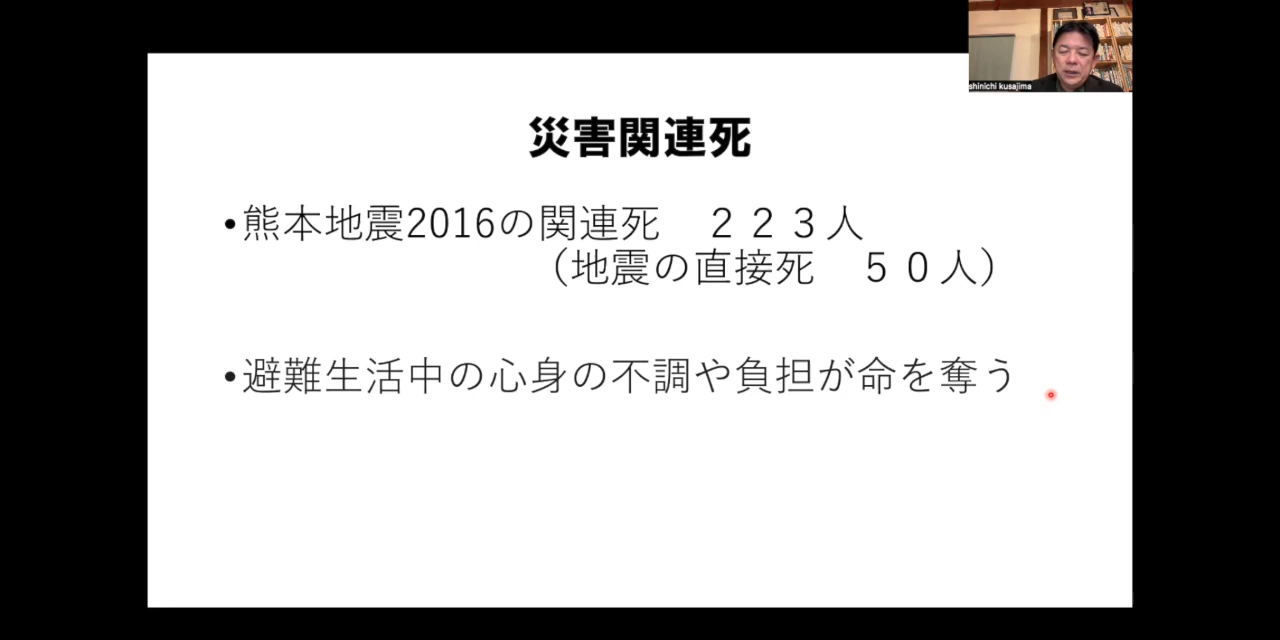 shinichi kusajima
災害関連死
•熊本地震2016の関連死　２２３人
（地震の直接死　５０人）
•避難生活中の心身の不調や負担が命を奪う